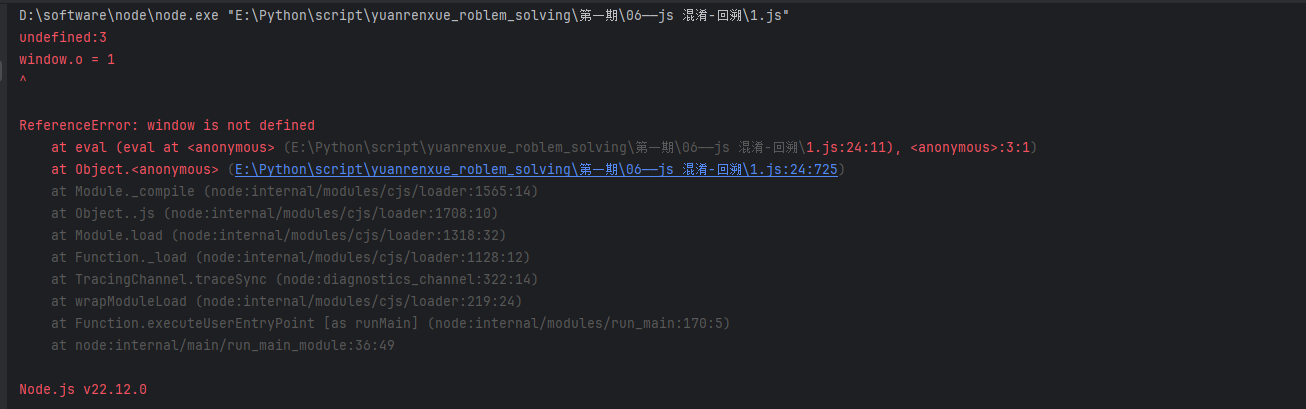 D:\software\node\node.exe "E:\Python\script\yuanrenxue_roblem_solving\第一期\06——js 混淆-回溯\1.js"
undefined:3
window.o = 1
^
ReferenceError: window is not defined
at eval (eval at <anonymous> (E:\Python\script\yuanrenxue_roblem_solving\第一期\06——js 混淆-回溯\1.js:24:11), <anonymous>:3:1)
at Object.<anonymous> (E:\Python\script\yuanrenxue_roblem_solving\第一期\06——js 混淆-回溯\1.js:24:725)
at Module._compile (node:internal/modules/cjs/loader:1565:14)
at Object..js (node:internal/modules/cjs/loader:1708:10)
at Module.load (node:internal/modules/cjs/loader:1318:32)
at Function._load (node:internal/modules/cjs/loader:1128:12)
at TracingChannel.traceSync (node:diagnostics_channel:322:14)
at wrapModuleLoad (node:internal/modules/cjs/loader:219:24)
at Function.executeUserEntryPoint [as runMain] (node:internal/modules/run_main:170:5)
at node:internal/main/run_main_module:36:49
Node.js v22.12.0